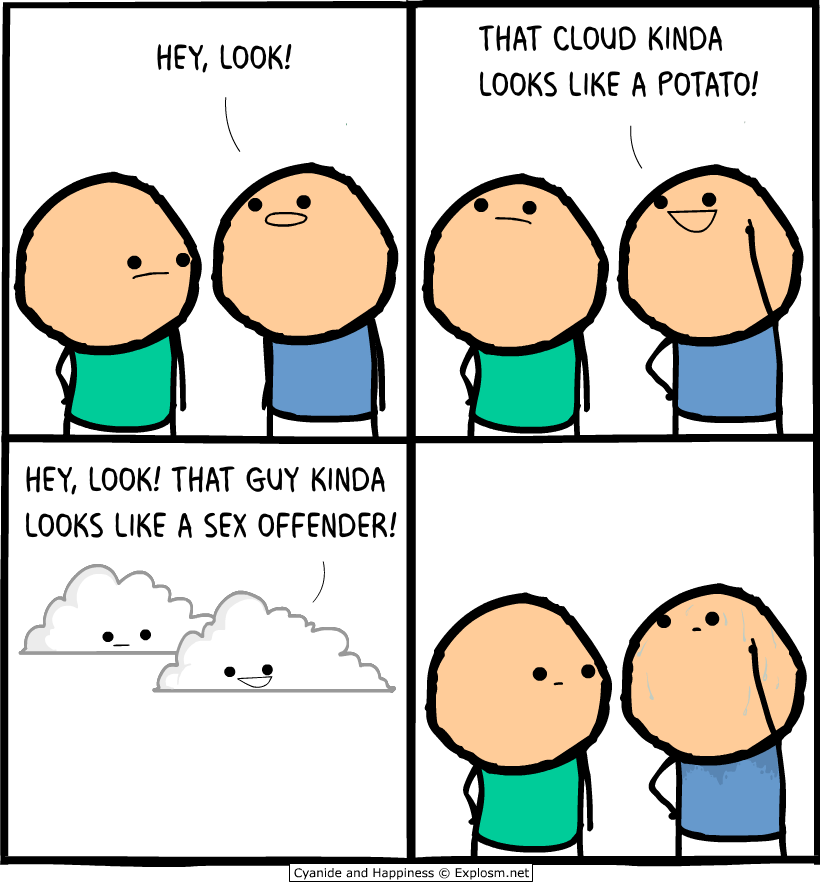 HEY, LOOK!
THAT CLOUD KINDA
LOOKS LIKE A POTATO!
HEY, LOOK! THAT GUY KINDA
LOOKS LIKE A SEX OFFENDER!
Cyanide and Happiness © Explosm.net